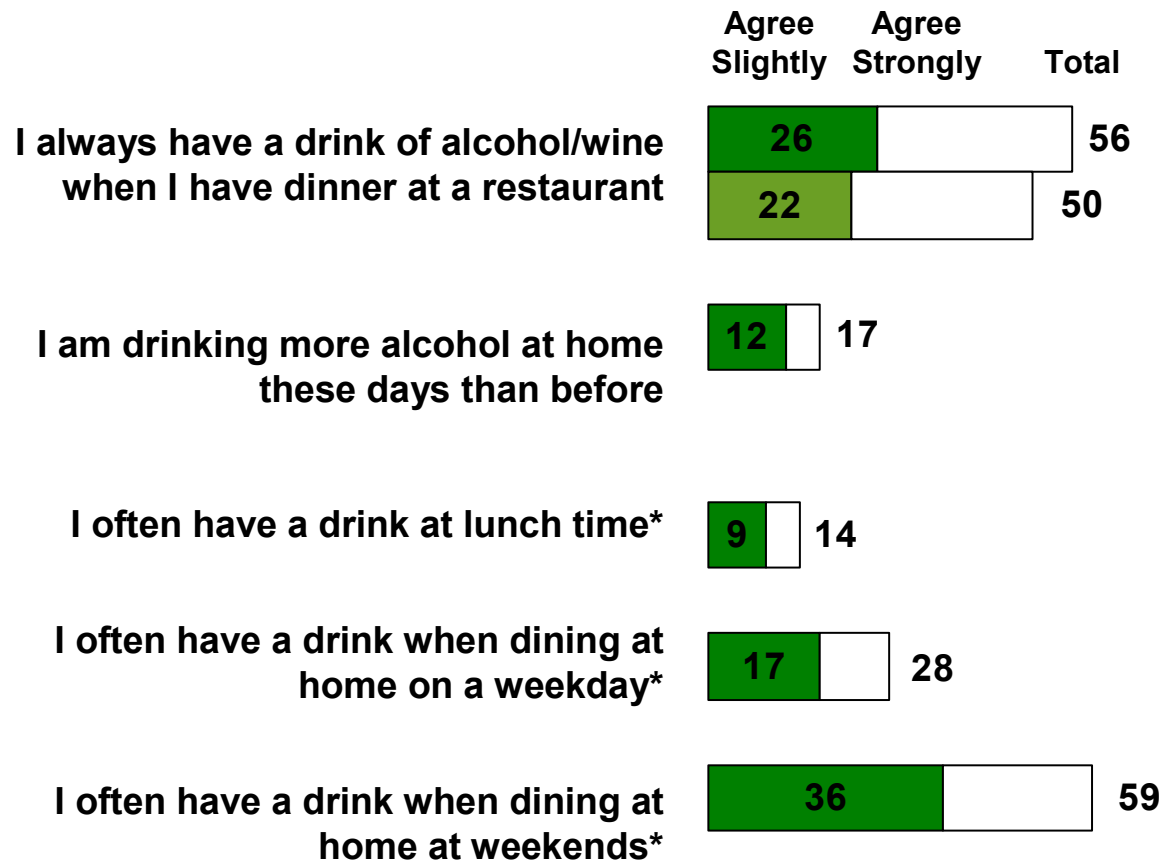 Agree Agree
Slightly Strongly Total
I always have a drink of alcohol/wine
when I have dinner at a restaurant
26 56
22 50
I am drinking more alcohol at home
these days than before
12 17
I often have a drink at lunch time*
9 14
I often have a drink when dining at
home on a weekday*
17 28
I often have a drink when dining at
home at weekends*
36 59